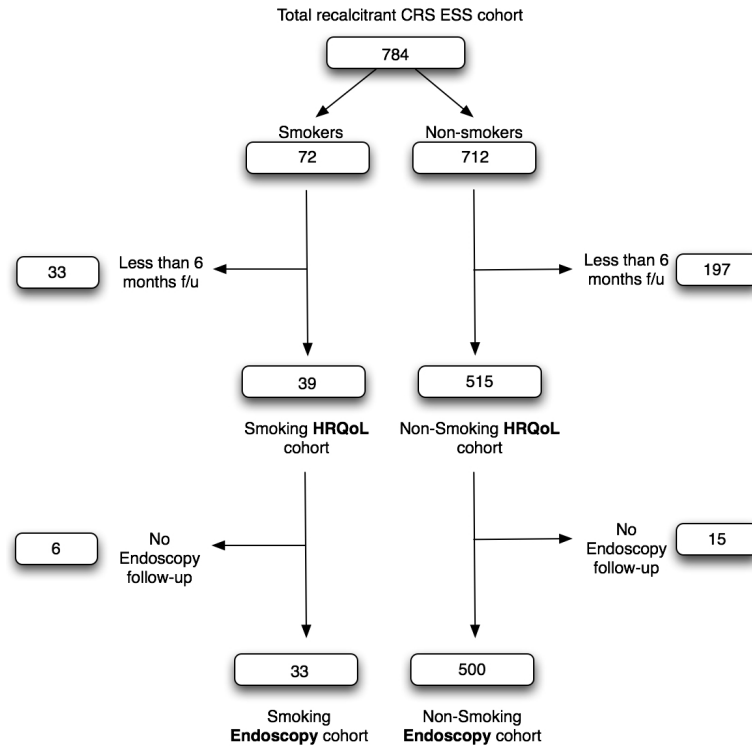 Total recalcitrant CRS ESS cohort
784
Smokers
72
Non-smokers
712
33
Less than 6
months f/u
Less than 6
months f/u
197
39
515
Smoking HRQoL
cohort
Non-Smoking HRQoL
cohort
6
No
Endoscopy
follow-up
No
Endoscopy
follow-up
15
33
500
Smoking
Endoscopy cohort
Non-Smoking
Endoscopy cohort